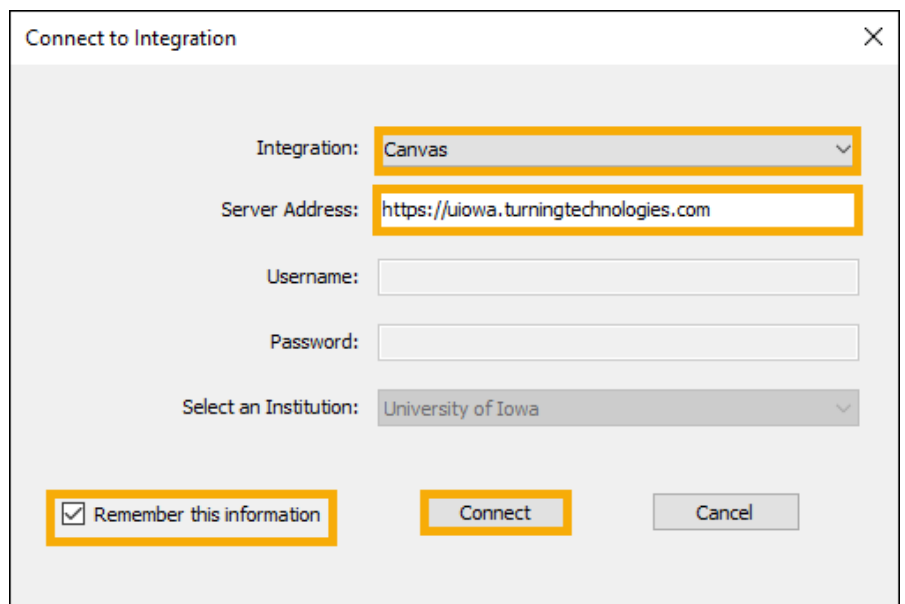 Connect to Integration
Integration: Canvas
Server Address: https://uiowa.turningtechnologies.com
Username:
Password:
Select an Institution: University of Iowa
Remember this information Connect Cancel